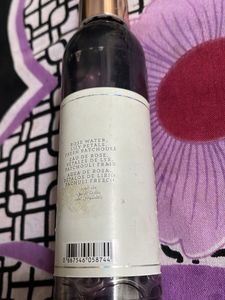 ROSE WATER,
LILY PETALS,
FRESH PATCHOULI
EAU DE ROSE,
PÉTALES DE LYS,
PATCHOULI FRAIS
AGUA DE ROSA,
PÉTALOS DE LIRIO,
PACHULÍ FRESCO
0 667546 058744